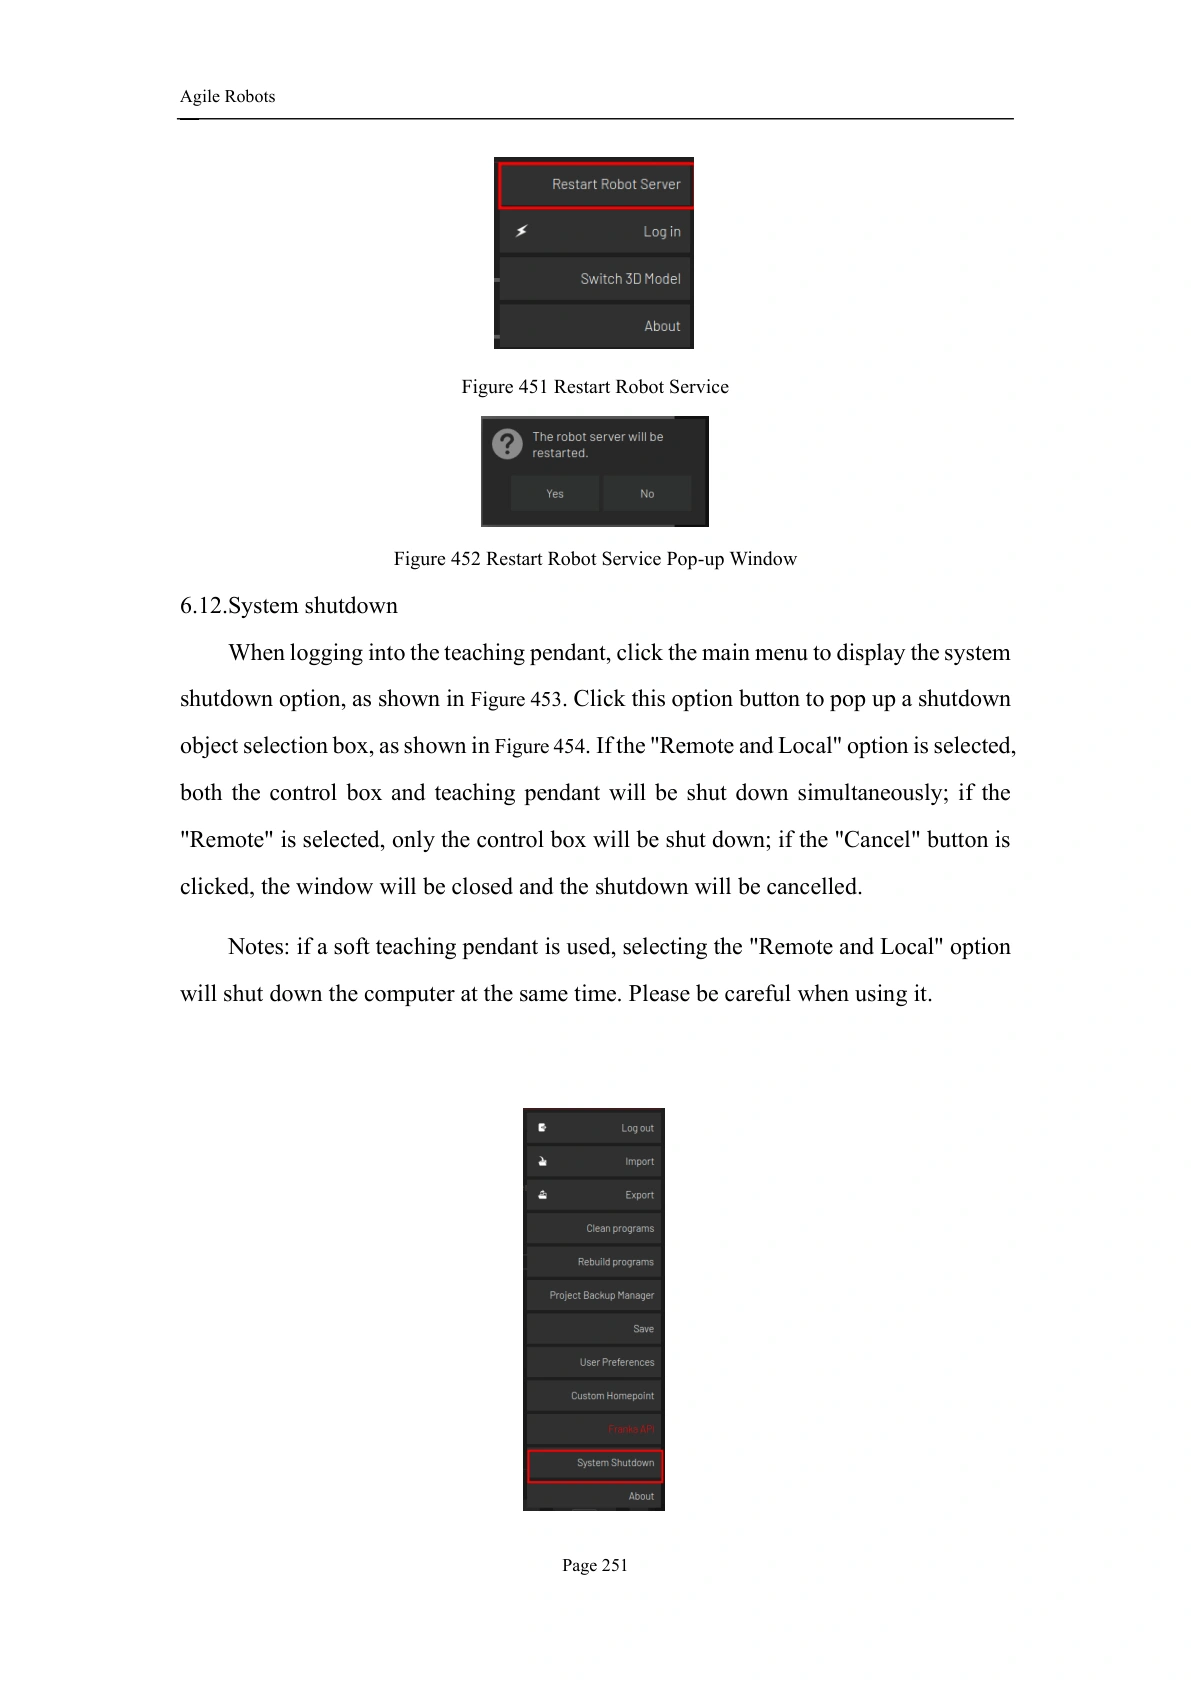 Agile Robots
Restart Robot Server
Log in
Switch 3D Model
About
Figure 451 Restart Robot Service
The robot server will be
restarted.
Yes
No
Figure 452 Restart Robot Service Pop-up Window
6.12.System shutdown
When logging into the teaching pendant, click the main menu to display the system
shutdown option, as shown in Figure 453. Click this option button to pop up a shutdown
object selection box, as shown in Figure 454. If the "Remote and Local" option is selected,
both the control box and teaching pendant will be shut down simultaneously; if the
"Remote" is selected, only the control box will be shut down; if the "Cancel" button is
clicked, the window will be closed and the shutdown will be cancelled.
Notes: if a soft teaching pendant is used, selecting the "Remote and Local" option
will shut down the computer at the same time. Please be careful when using it.
Log out
Import
Export
Clean programs
Rebuild programs
Project Backup Manager
Save
User Preferences
Custom Homepoint
Franka API
System Shutdown
About
Page 251